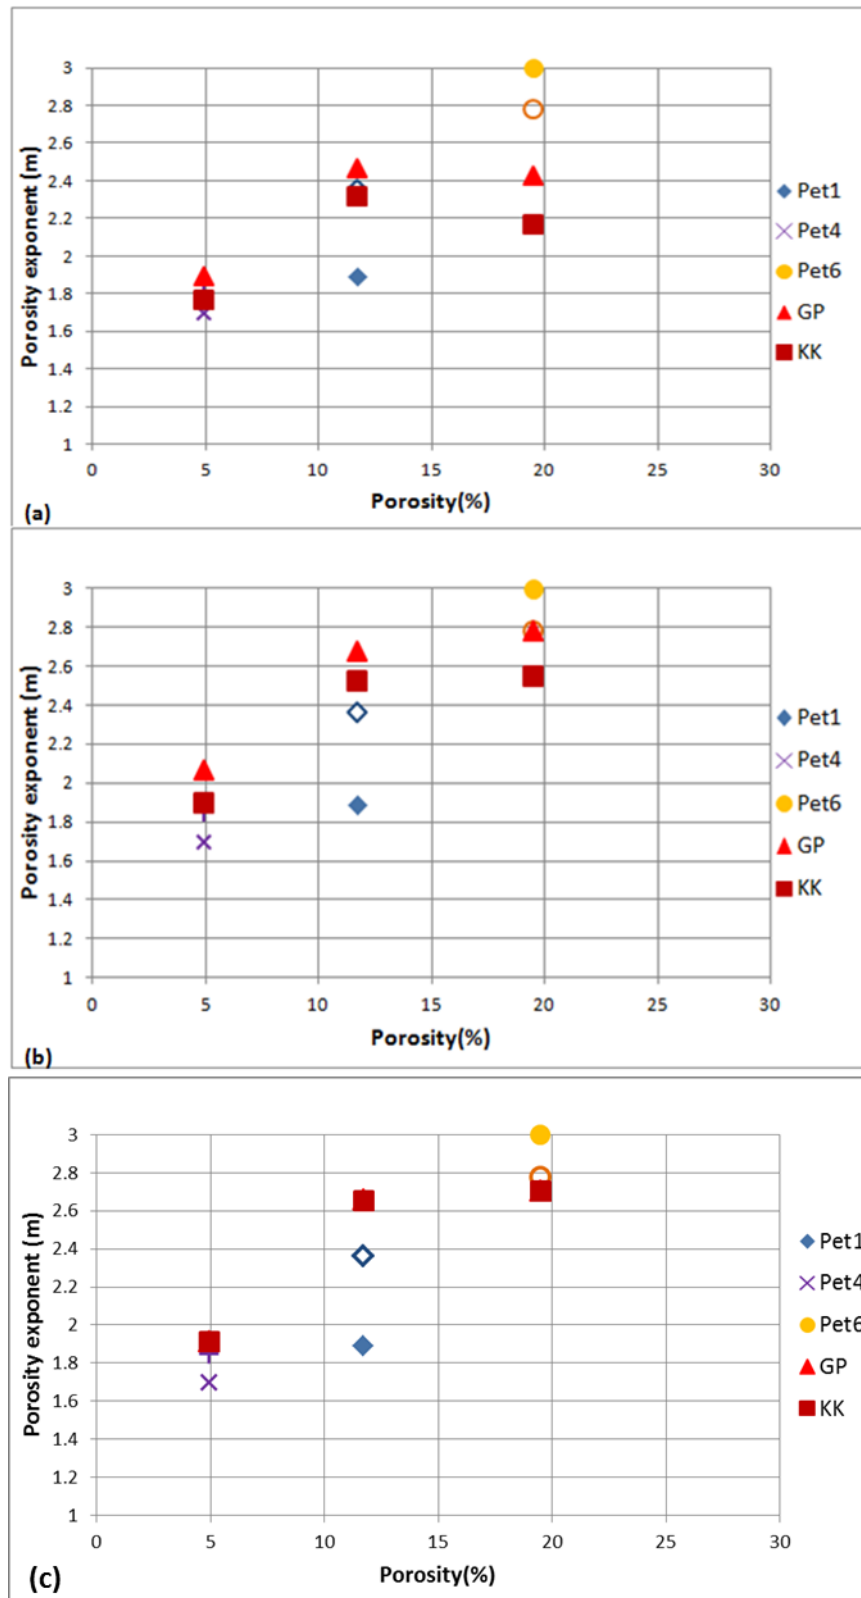 3
2.8
2.6
2.4
2.2
2
1.8
1.6
1.4
1.2
1
Porosity exponent (m)
0 5 10 15 20 25 30
Porosity(%)
Pet1
Pet4
Pet6
GP
KK
(a)
3
2.8
2.6
2.4
2.2
2
1.8
1.6
1.4
1.2
1
Porosity exponent (m)
0 5 10 15 20 25 30
Porosity(%)
Pet1
Pet4
Pet6
GP
KK
(b)
3
2.8
2.6
2.4
2.2
2
1.8
1.6
1.4
1.2
1
Porosity exponent (m)
0 5 10 15 20 25 30
Porosity(%)
Pet1
Pet4
Pet6
GP
KK
(c)